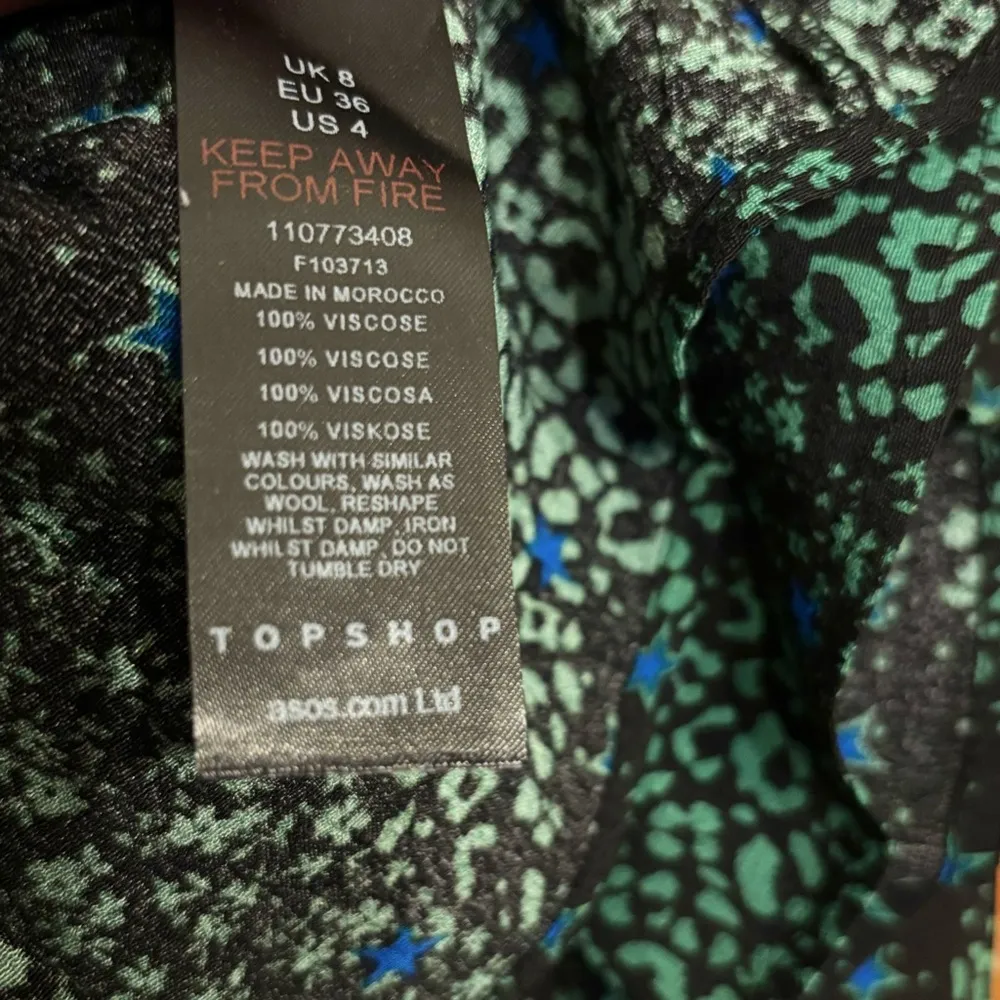 UK 8
EU 36
US 4
KEEP AWAY
FROM FIRE
110773408
F103713
MADE IN MOROCCO
100% VISCOSE
100% VISCOSE
100% VISCOSA
100% VISKOSE
WASH WITH SIMILAR
COLOURS, WASH AS
WOOL, RESHAPE
WHILST DAMP, IRON
WHILST DAMP, DO NOT
TUMBLE DRY
TOPSHOP
asos.com Ltd